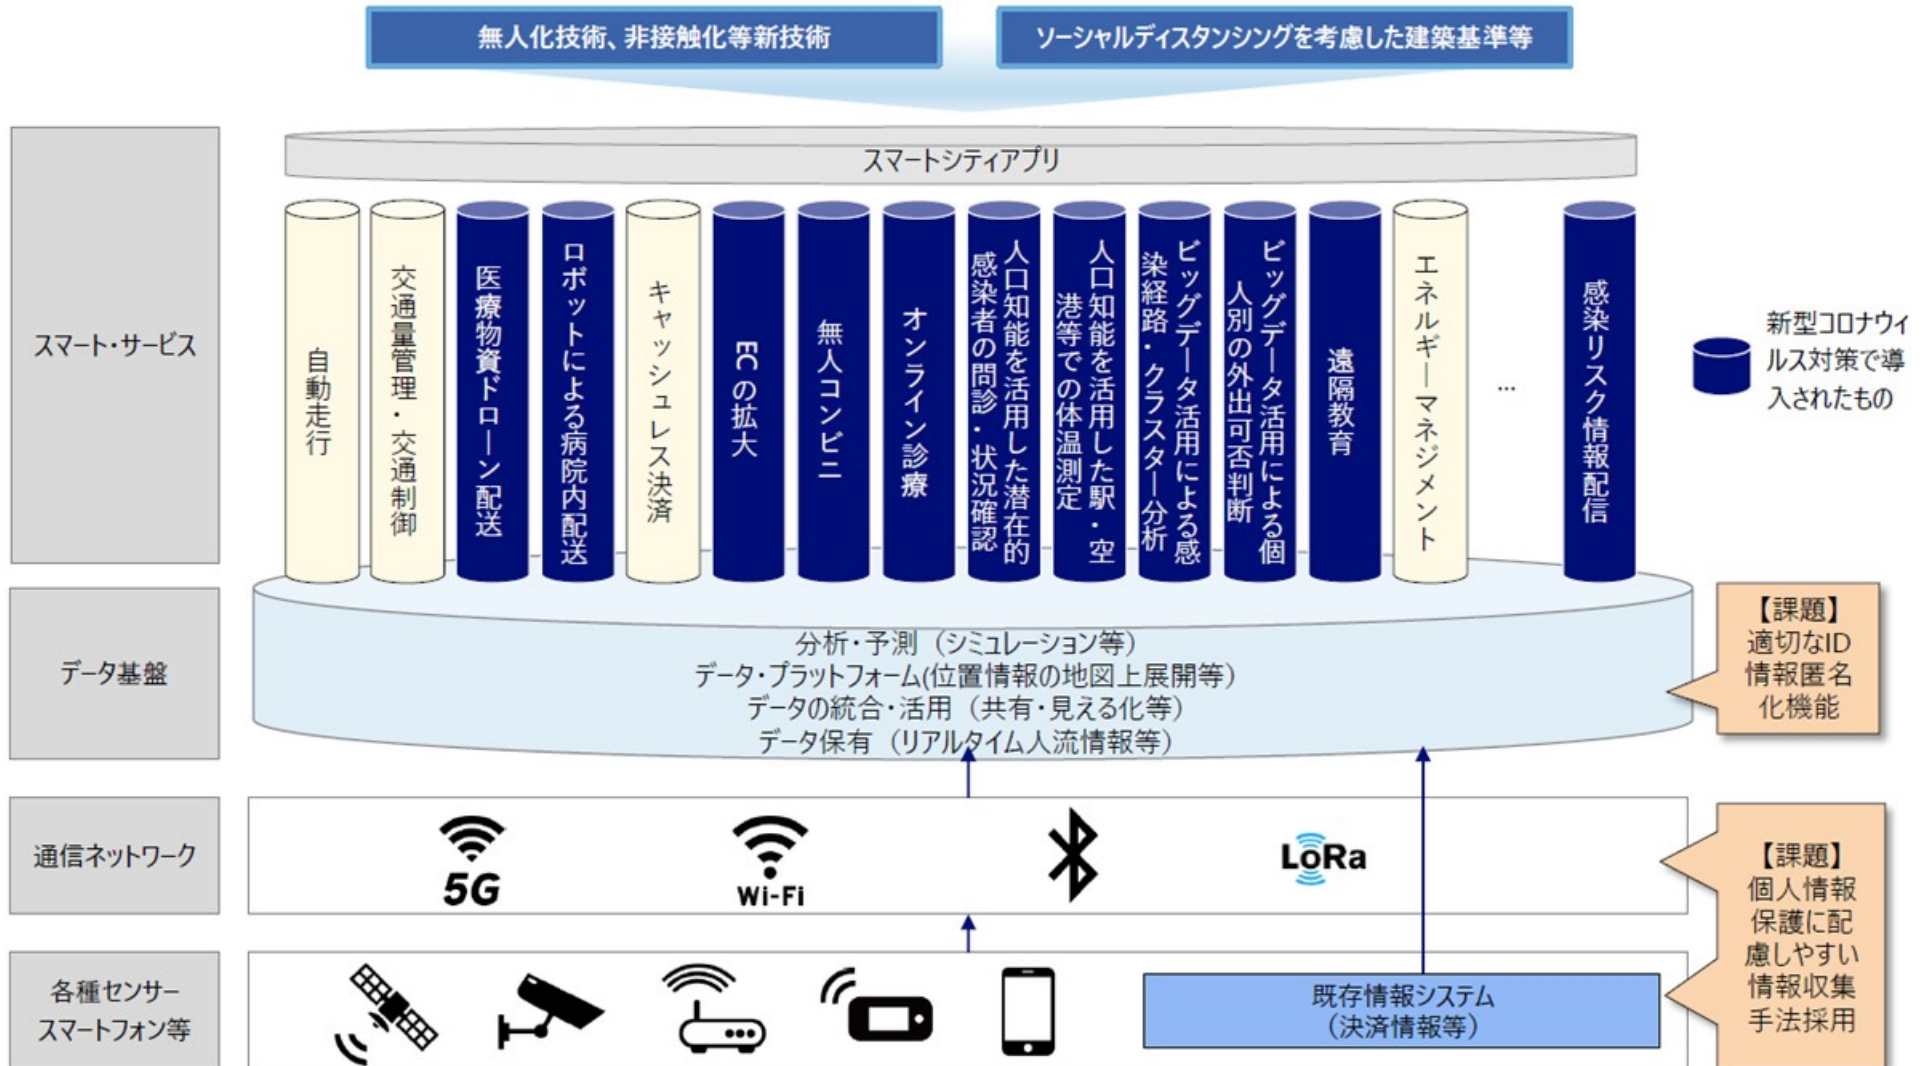 無人化技術、非接触化等新技術
ソーシャルディスタンシングを考慮した建築基準等
スマートシティアプリ
スマート・サービス
自動走行
交通量管理・交通制御
医療物資ドローン配送
ロボットによる病院内配送
キャッシュレス決済
ECの拡大
無人コンビニ
オンライン診療
人口知能を活用した潜在的
感染者の問診・状況確認
人口知能を活用した駅・空
港等での体温測定
ビッグデータ活用による感
染経路・クラスター分析
ビッグデータ活用による個
人別の外出可否判断
遠隔教育
エネルギーマネジメント
…
感染リスク情報配信
新型コロナウィ
ルス対策で導
入されたもの
データ基盤
分析・予測（シミュレーション等）
データ・プラットフォーム(位置情報の地図上展開等）
データの統合・活用（共有・見える化等）
データ保有（リアルタイム人流情報等）
【課題】
適切なID
情報匿名
化機能
通信ネットワーク
5G
Wi-Fi
LoRa
【課題】
個人情報
保護に配
慮しやすい
情報収集
手法採用
各種センサー
スマートフォン等
既存情報システム
（決済情報等）